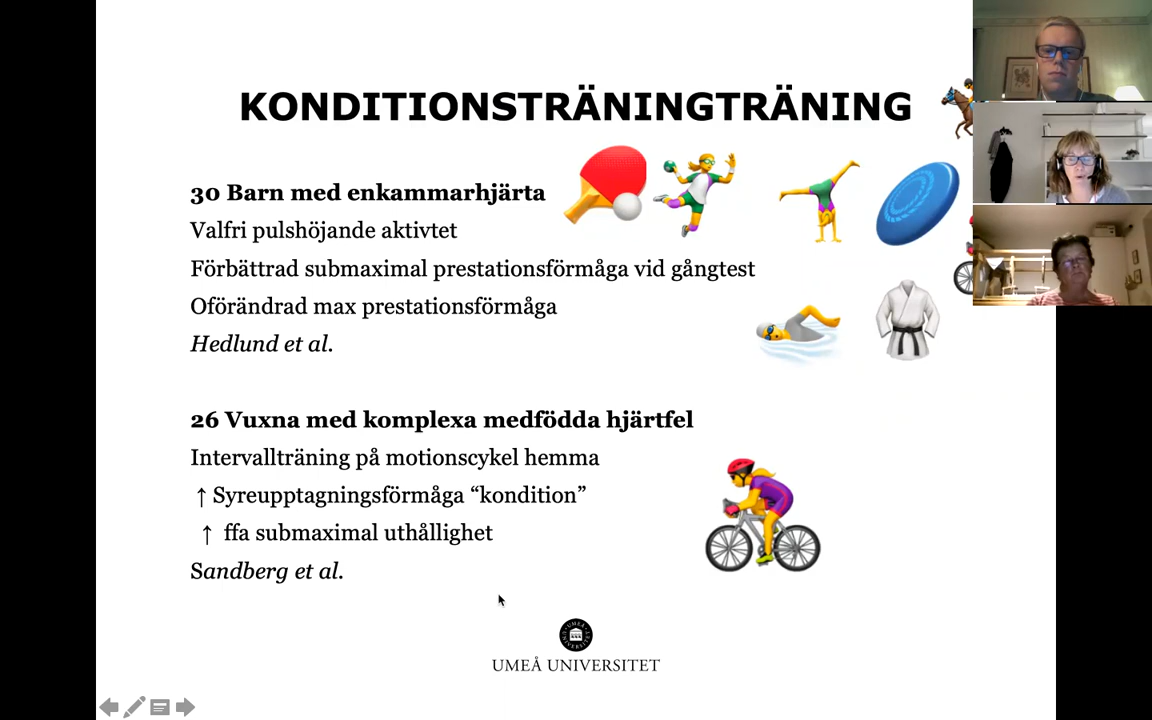 KONDITIONSTRÄNINGTRÄNING
30 Barn med enkammarhjärta
Valfri pulshöjande aktivtet
Förbättrad submaximal prestationsförmåga vid gångtest
Oförändrad max prestationsförmåga
Hedlund et al.
26 Vuxna med komplexa medfödda hjärtfel
Intervallträning på motionscykel hemma
↑ Syreupptagningsförmåga “kondition”
↑ ffa submaximal uthållighet
Sandberg et al.
UMEÅ UNIVERSITET